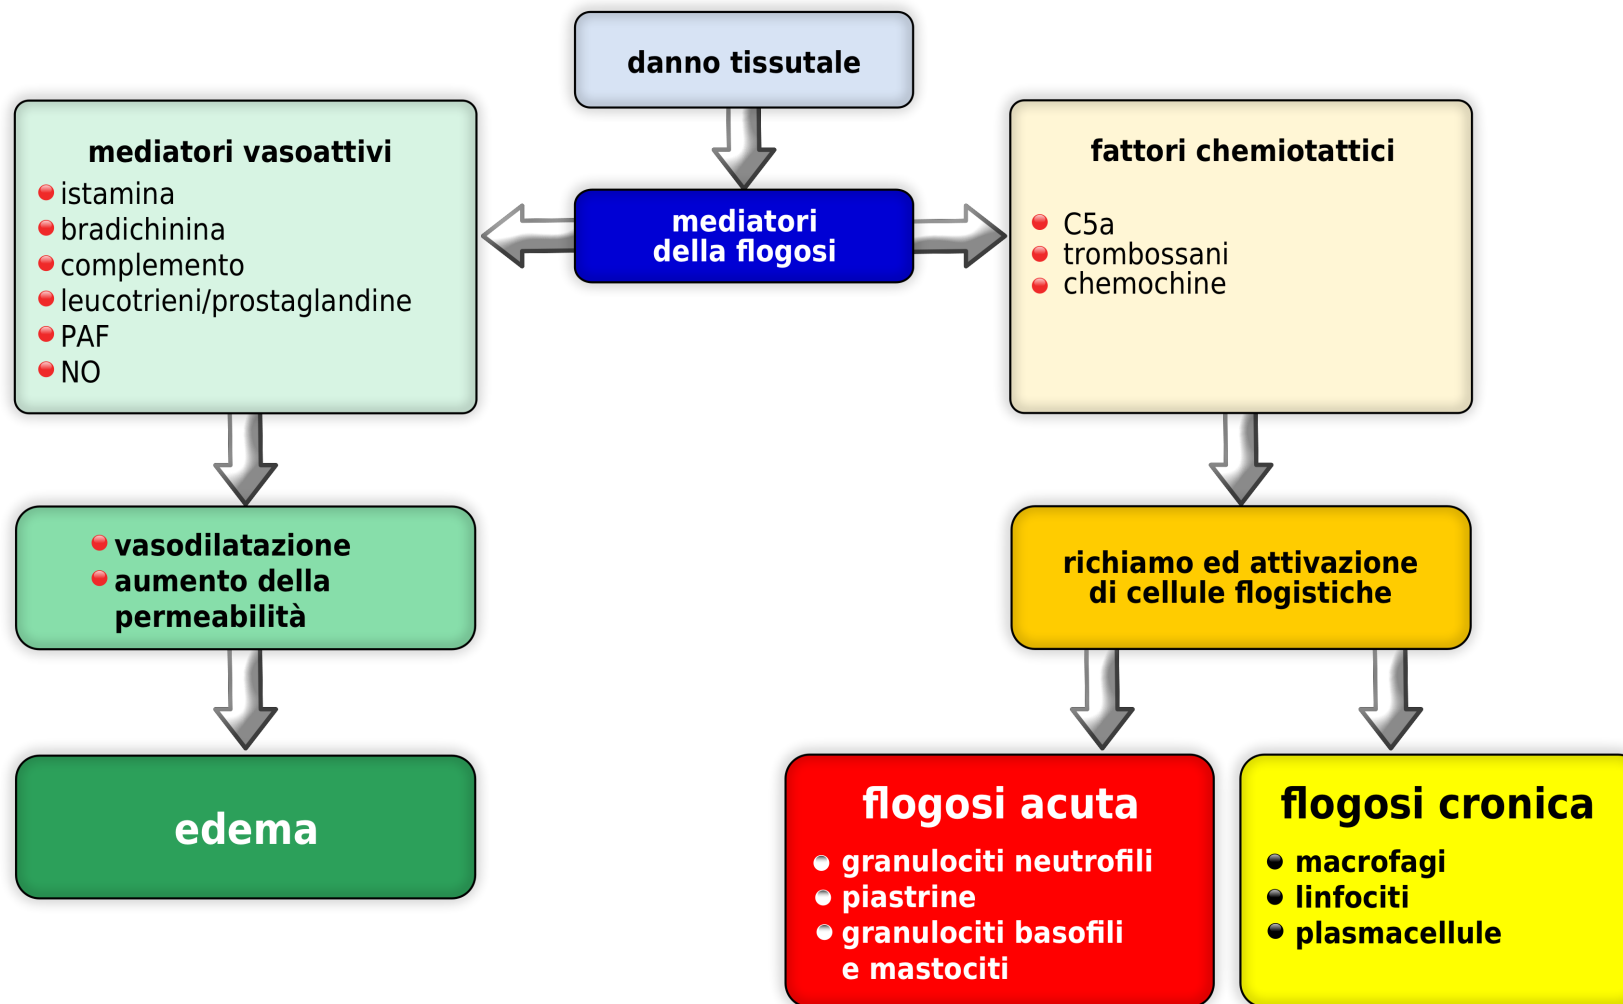 danno tissutale
mediatori
della flogosi
mediatori vasoattivi
istamina
bradichinina
complemento
leucotrieni/prostaglandine
PAF
NO
fattori chemiotattici
C5a
trombossani
chemochine
vasodilatazione
aumento della
permeabilità
richiamo ed attivazione
di cellule flogistiche
edema
flogosi acuta
granulociti neutrofili
piastrine
granulociti basofili
e mastociti
flogosi cronica
macrofagi
linfociti
plasmacellule